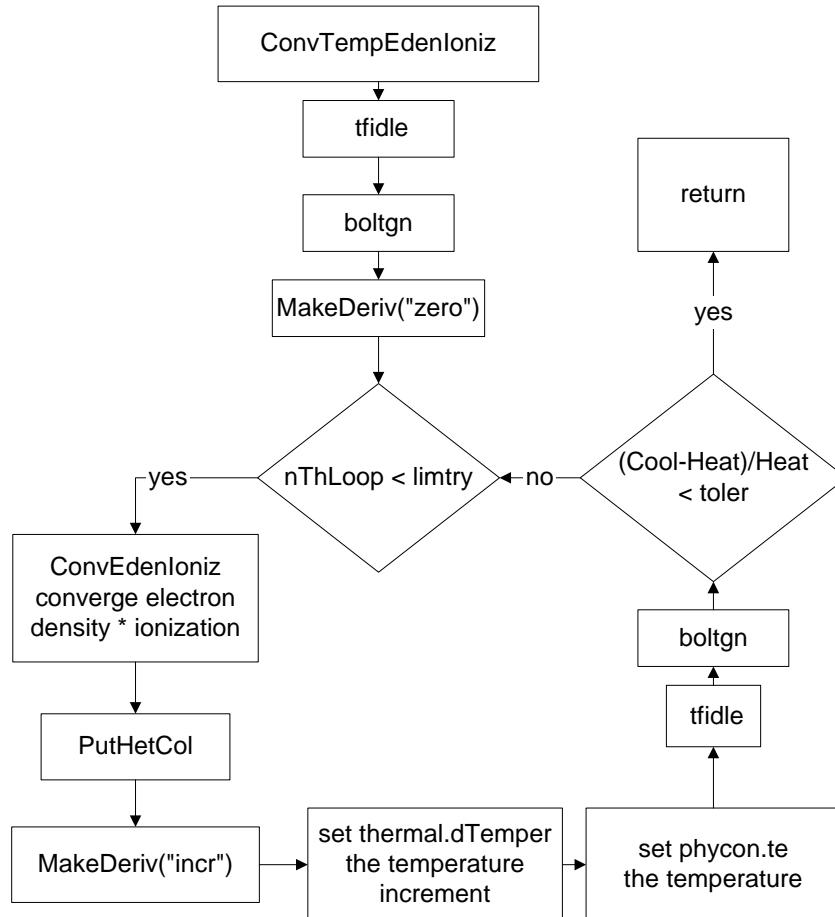 ConvTempEdenIoniz
tfidle
boltgn
MakeDeriv("zero")
nThLoop < limtry
yes
ConvEdenIoniz
converge electron
density * ionization
PutHetCol
MakeDeriv("incr")
set thermal.dTemper
the temperature
increment
set phycon.te
the temperature
tfidle
boltgn
(Cool-Heat)/Heat
< toler
no
yes
return